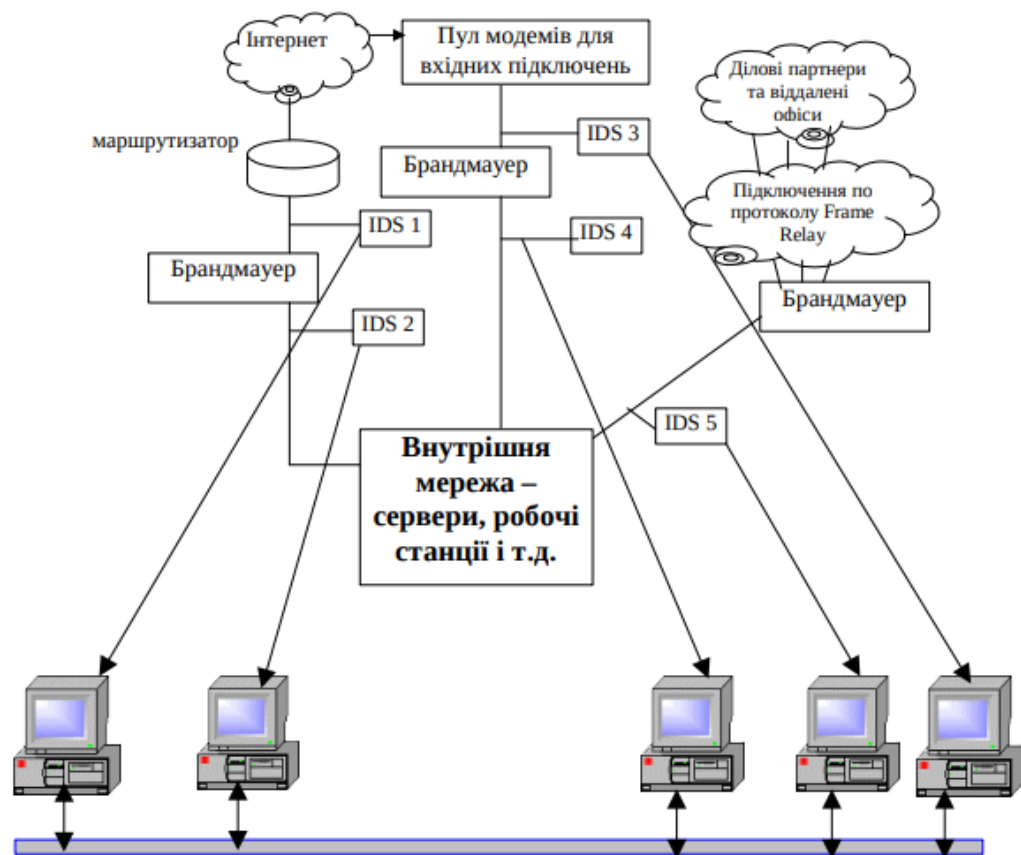 Інтернет
Пул модемів для
вхідних підключень
Ділові партнери
та віддалені
офіси
маршрутизатор
IDS 3
Брандмауер
Підключення по
протоколу Frame
Relay
IDS 1
IDS 4
Брандмауер
Брандмауер
IDS 2
IDS 5
Внутрішня
мережа –
сервери, робочі
станції і т.д.